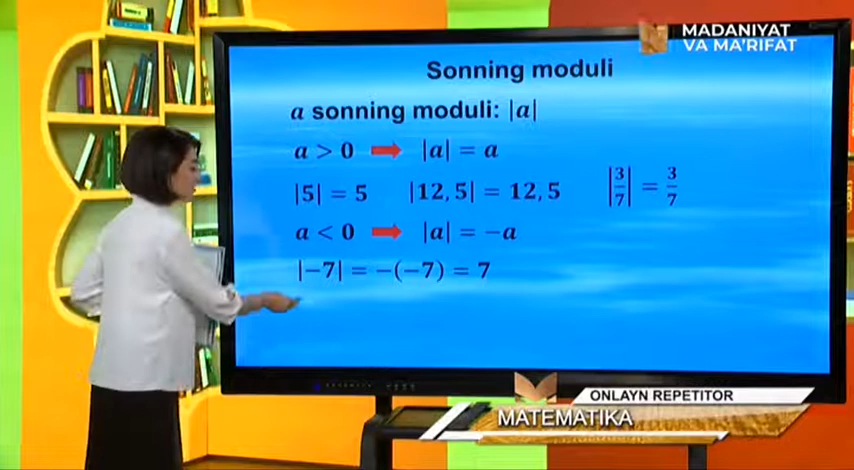 MADANIYAT
VA MA'RIFAT
Sonning moduli
a sonning moduli: |a|
a > 0 ➡ |a| = a
|5| = 5 |12,5| = 12,5 |3/7| = 3/7
a < 0 ➡ |a| = −a
|−7| = −(−7) = 7
ONLAYN REPETITOR
MATEMATIKA